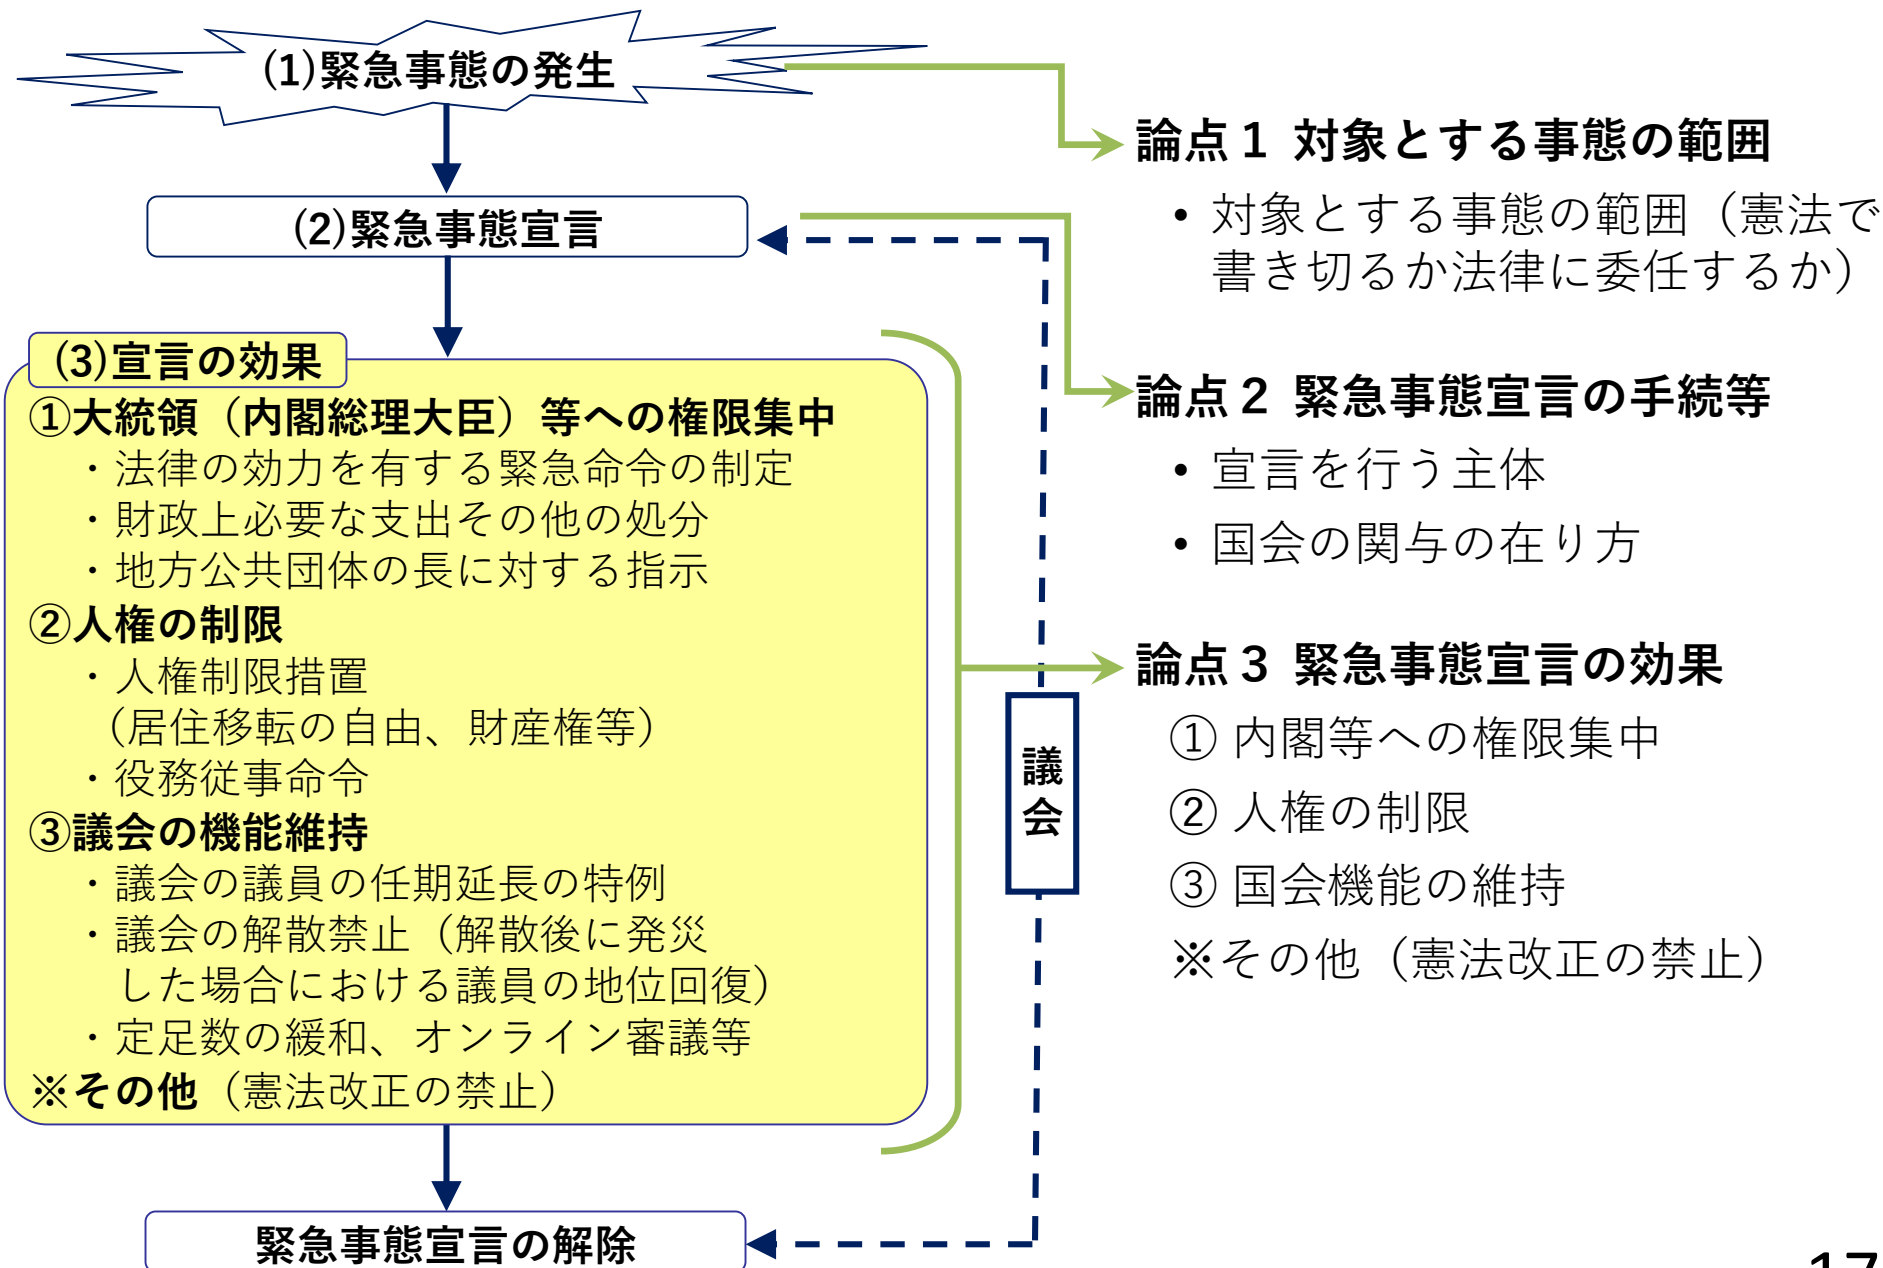 (1)緊急事態の発生
(2)緊急事態宣言
(3)宣言の効果
①大統領（内閣総理大臣）等への権限集中
・法律の効力を有する緊急命令の制定
・財政上必要な支出その他の処分
・地方公共団体の長に対する指示
②人権の制限
・人権制限措置
（居住移転の自由、財産権等）
・役務従事命令
③議会の機能維持
・議会の議員の任期延長の特例
・議会の解散禁止（解散後に発災
した場合における議員の地位回復）
・定足数の緩和、オンライン審議等
※その他（憲法改正の禁止）
緊急事態宣言の解除
議会
論点１ 対象とする事態の範囲
• 対象とする事態の範囲（憲法で
書き切るか法律に委任するか）
論点２ 緊急事態宣言の手続等
• 宣言を行う主体
• 国会の関与の在り方
論点３ 緊急事態宣言の効果
① 内閣等への権限集中
② 人権の制限
③ 国会機能の維持
※その他（憲法改正の禁止）
17